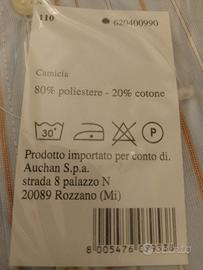 110
620400990
Camicia
80% poliestere - 20% cotone
30°
P
Prodotto importato per conto di.
Auchan S.p.a.
strada 8 palazzo N
20089 Rozzano (Mi)